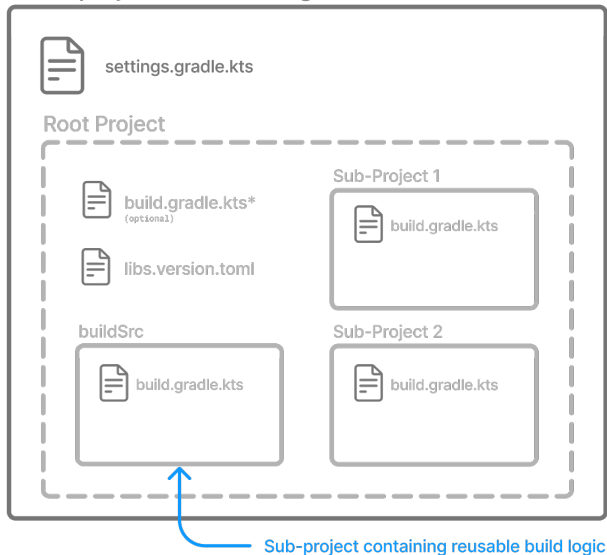 settings.gradle.kts
Root Project
build.gradle.kts*
(optional)
libs.version.toml
Sub-Project 1
build.gradle.kts
buildSrc
build.gradle.kts
Sub-Project 2
build.gradle.kts
Sub-project containing reusable build logic